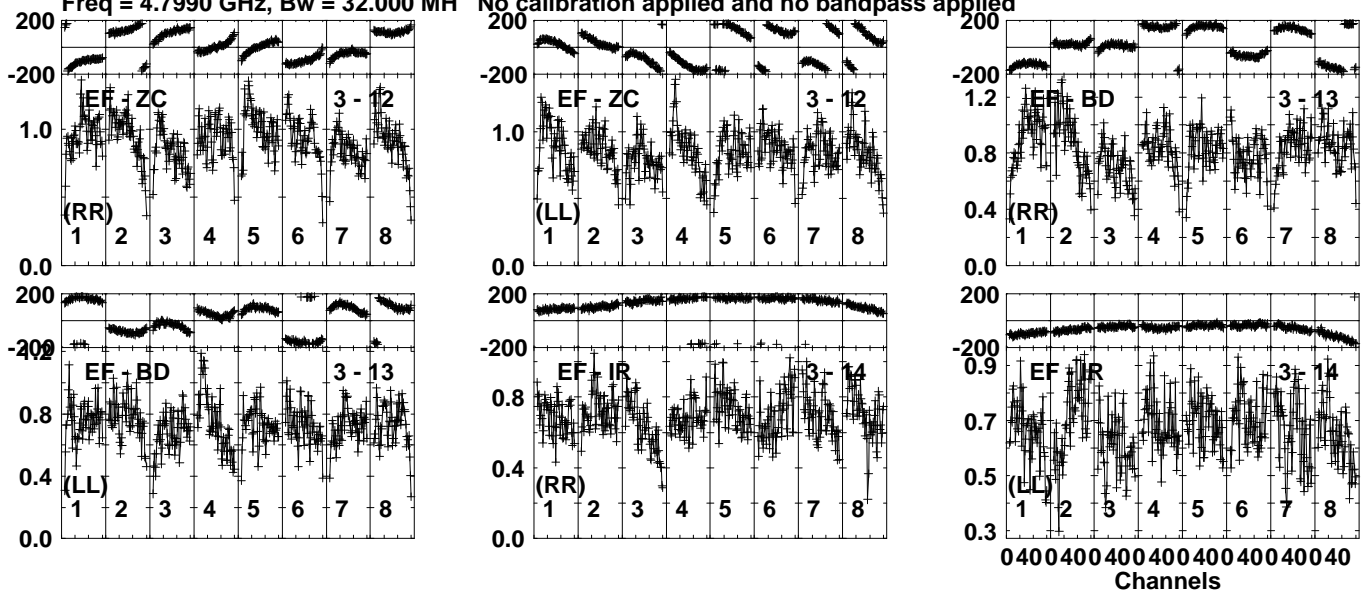 Freq = 4.7990 GHz, Bw = 32.000 MH No calibration applied and no bandpass applied
200 200 200
-200 -200 -200
EF - ZC 3 - 12 EF - ZC 3 - 12 EF - BD 3 - 13
1.2
1.0 1.0
0.8
0.4
(RR) (LL) (RR)
1 2 3 4 5 6 7 8 1 2 3 4 5 6 7 8 1 2 3 4 5 6 7 8
0.0 0.0
200 200 200
-200 -200 -200
1.2
EF - BD 3 - 13 EF - IR 3 - 14 EF - IR 3 - 14
0.9
0.8 0.8
0.7
0.5
0.4 0.4
(LL) (RR) (LL)
1 2 3 4 5 6 7 8 1 2 3 4 5 6 7 8 1 2 3 4 5 6 7 8
0.3
0.0 0.0
0 40 0 40 0 40 0 40 0 40 0 40 0 40 0 40
Channels